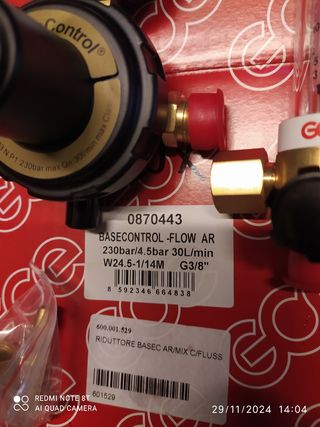 Control
0870443
BASECONTROL-FLOW AR
230bar/4.5bar 30L/min
W24.5-1/14M G3/8"
8 592346 664838
600.001.529
RIDUTTORE BASEC AR/MIX C/FLUSS
601529
REDMI NOTE 8T
AI QUAD CAMERA
29/11/2024 14:04